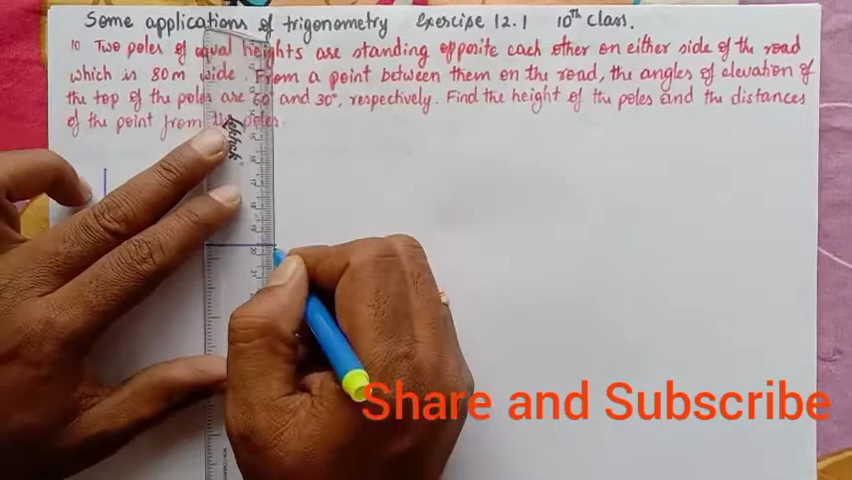 Some applications of trigonometry Exercise 12.1 10th class.
10 Two poles of equal heights are standing opposite each other on either side of the road
which is 80m wide. From a point between them on the road, the angles of elevation of
the top of the poles are 60° and 30°, respectively. Find the height of the poles and the distances
of the point from the poles.
Share and Subscribe